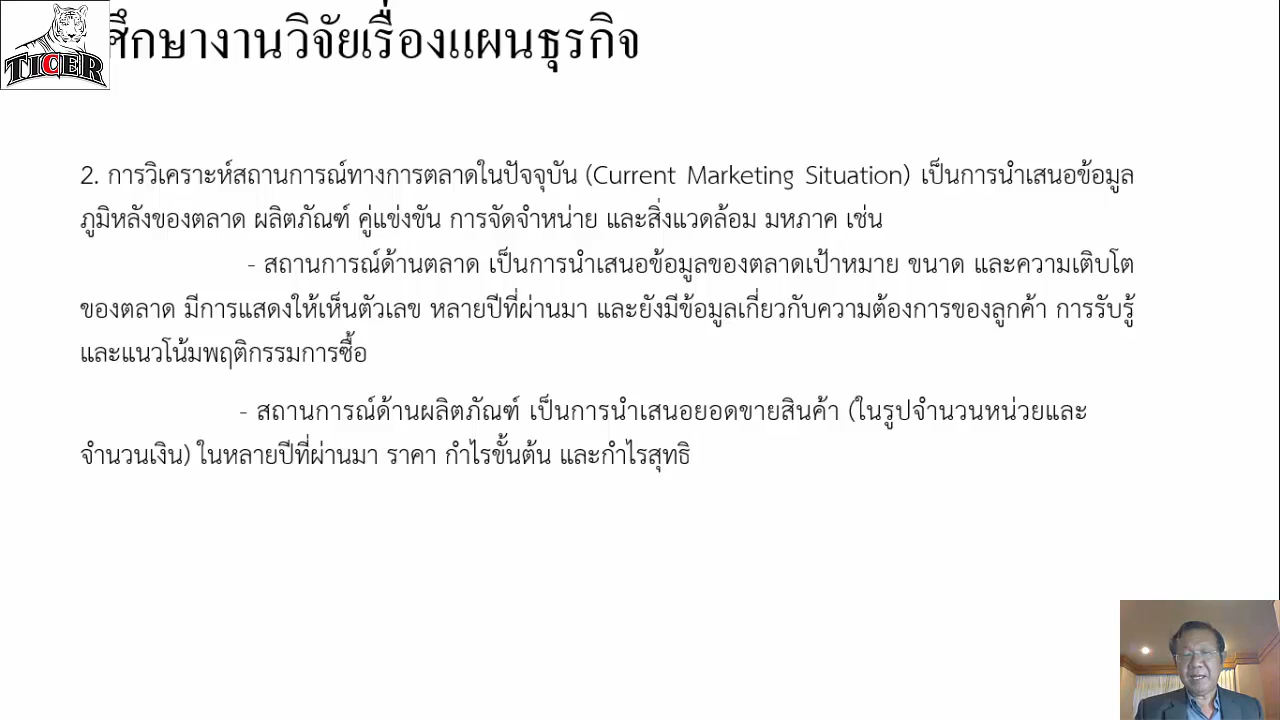 TICER
ศึกษางานวิจัยเรื่องแผนธุรกิจ
2. การวิเคราะห์สถานการณ์ทางการตลาดในปัจจุบัน (Current Marketing Situation) เป็นการนำเสนอข้อมูล
ภูมิหลังของตลาด ผลิตภัณฑ์ คู่แข่งขัน การจัดจำหน่าย และสิ่งแวดล้อม มหภาค เช่น
- สถานการณ์ด้านตลาด เป็นการนำเสนอข้อมูลของตลาดเป้าหมาย ขนาด และความเติบโต
ของตลาด มีการแสดงให้เห็นตัวเลข หลายปีที่ผ่านมา และยังมีข้อมูลเกี่ยวกับความต้องการของลูกค้า การรับรู้
และแนวโน้มพฤติกรรมการซื้อ
- สถานการณ์ด้านผลิตภัณฑ์ เป็นการนำเสนอยอดขายสินค้า (ในรูปจำนวนหน่วยและ
จำนวนเงิน) ในหลายปีที่ผ่านมา ราคา กำไรขั้นต้น และกำไรสุทธิ